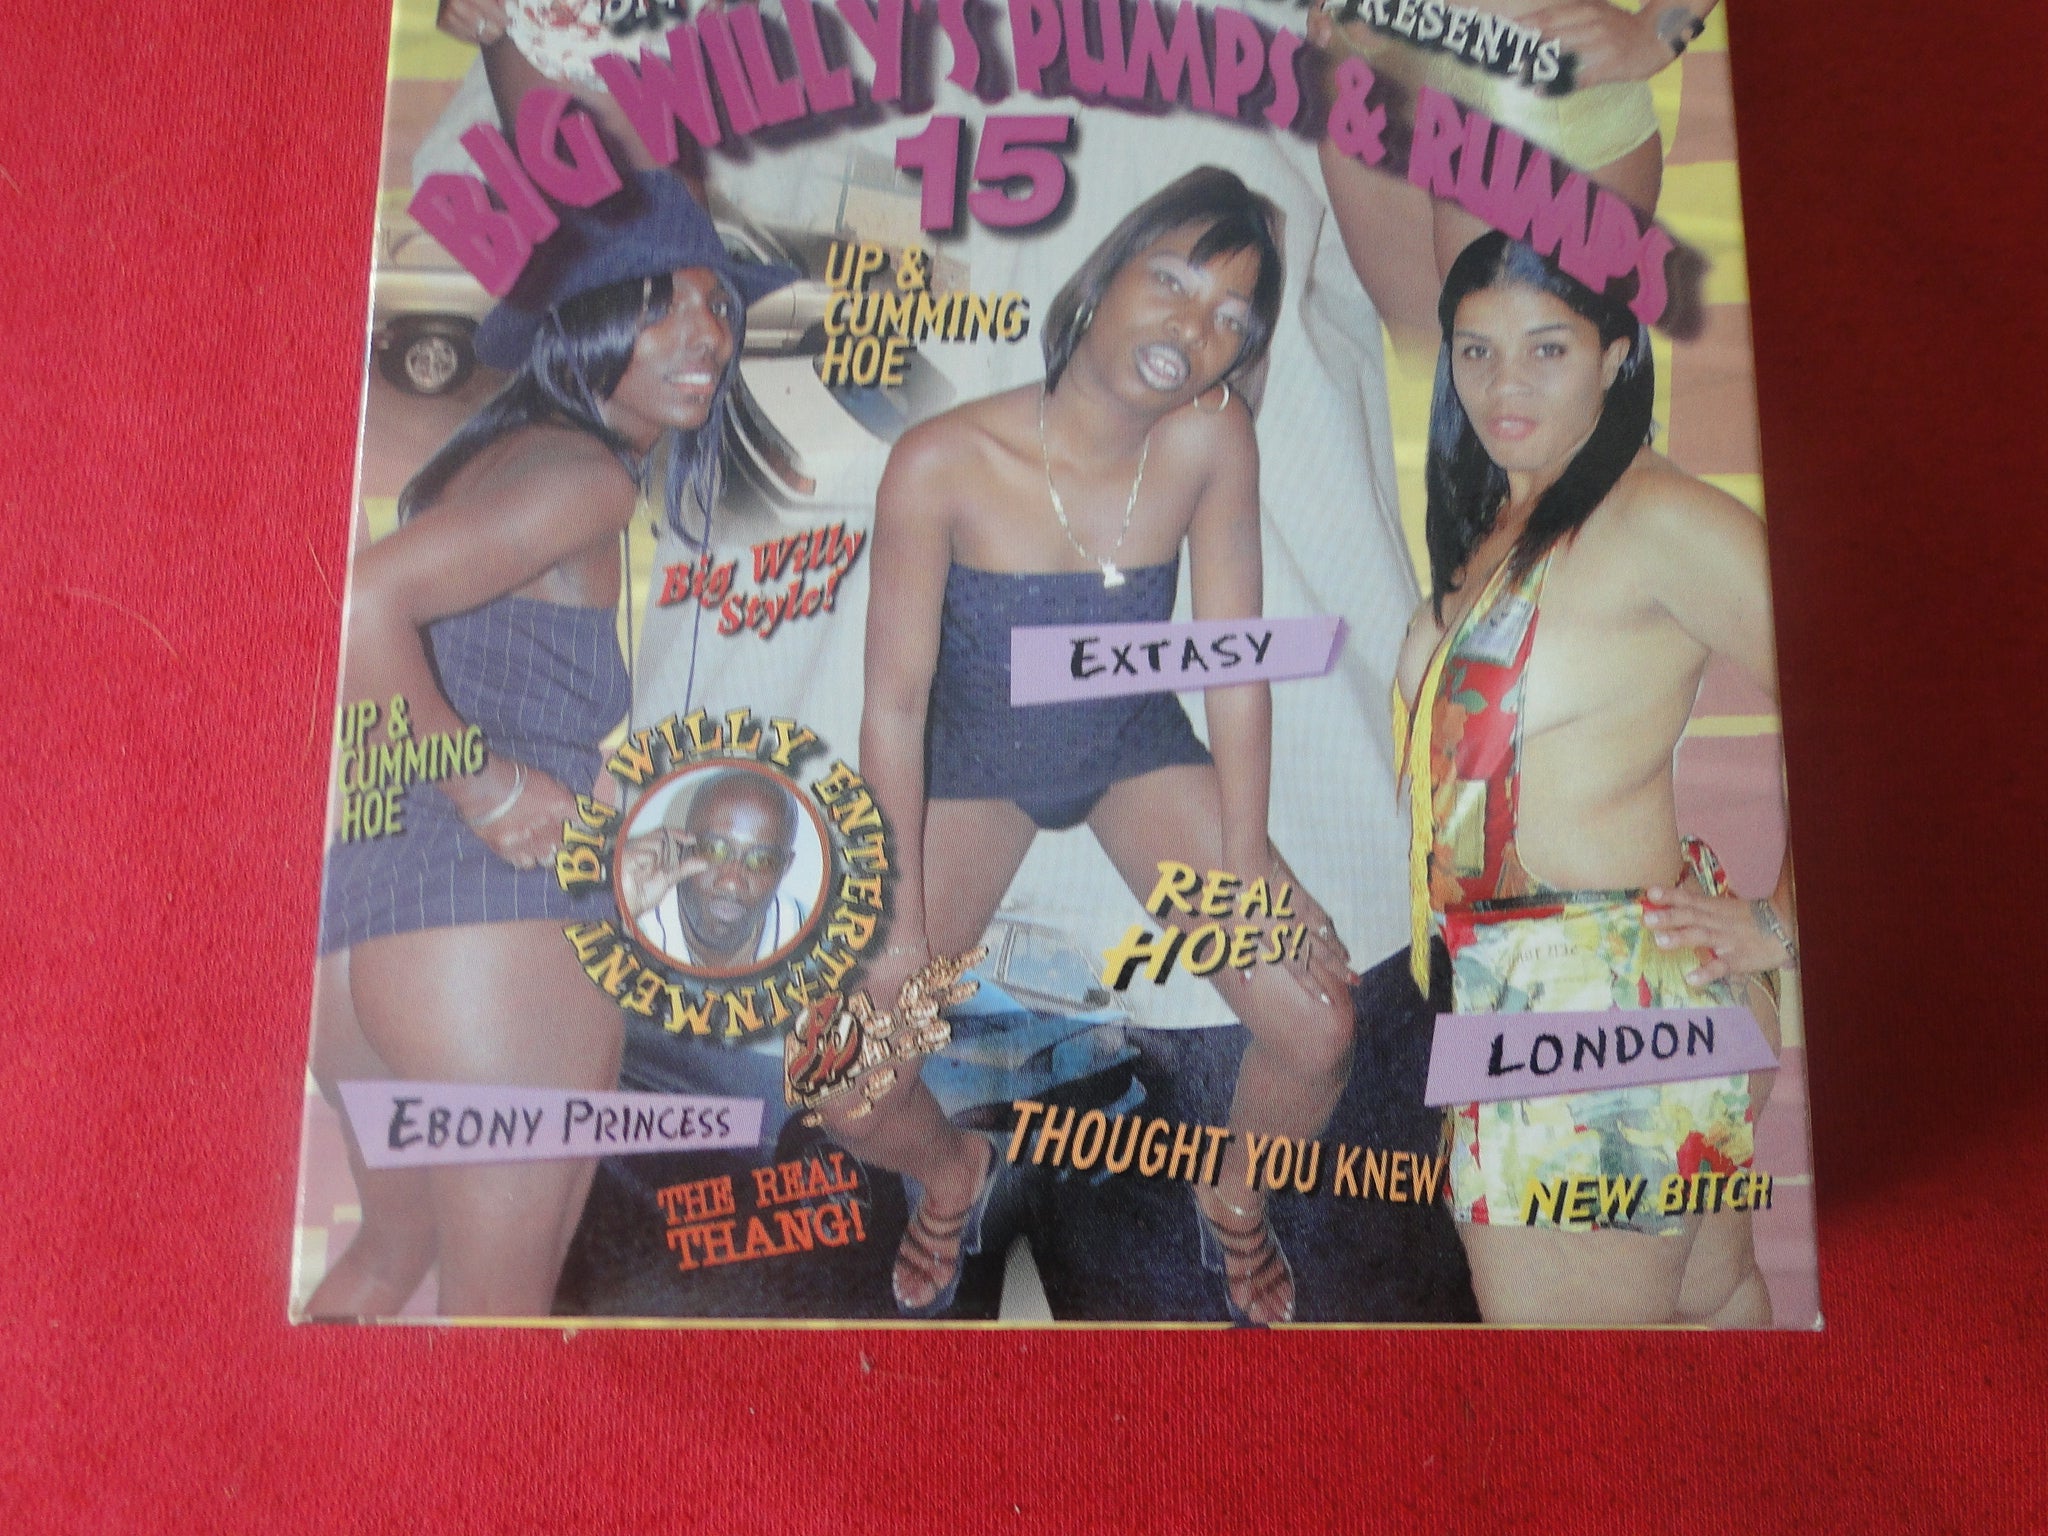 PRESENTS
BIG WILLY'S PUMPS & RUMPS
15
UP &
CUMMING
HOE
Big Willy
Style!
EXTASY
UP &
CUMMING
HOE
BIG WILLY ENTERTAINMENT
REAL
HOES!
LONDON
EBONY PRINCESS
THOUGHT YOU KNEW
NEW BITCH
THE REAL
THANG!